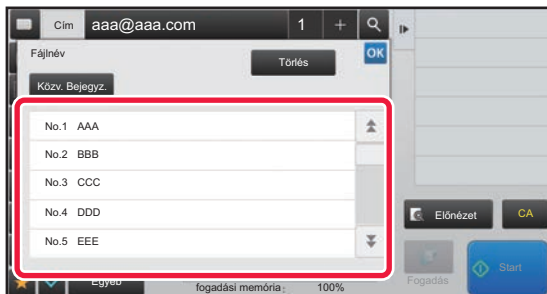 Cím aaa@aaa.com 1 +
Fájlnév
Törlés
OK
Közv. Bejegyz.
No.1 AAA
No.2 BBB
No.3 CCC
No.4 DDD
No.5 EEE
Előnézet
CA
Fogadás
Start
Egyéb
fogadási memória: 100%